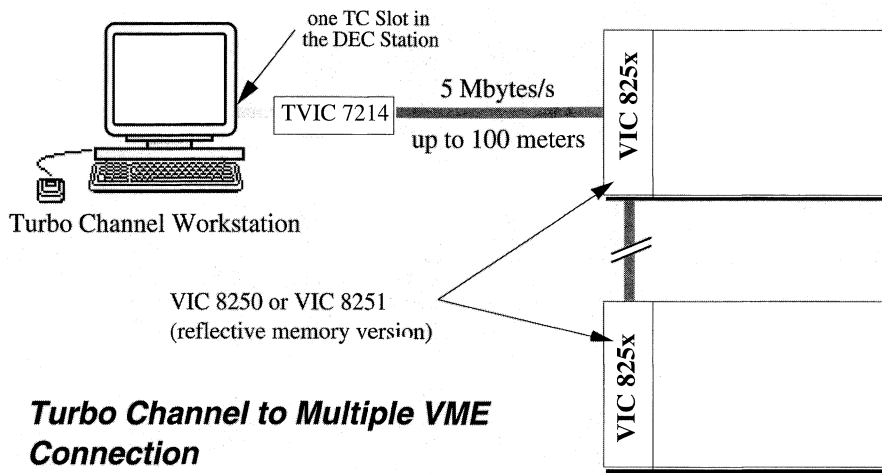 one TC Slot in
the DEC Station
TVIC 7214
5 Mbytes/s
up to 100 meters
VIC 825x
Turbo Channel Workstation
VIC 8250 or VIC 8251
(reflective memory version)
VIC 825x
Turbo Channel to Multiple VME
Connection